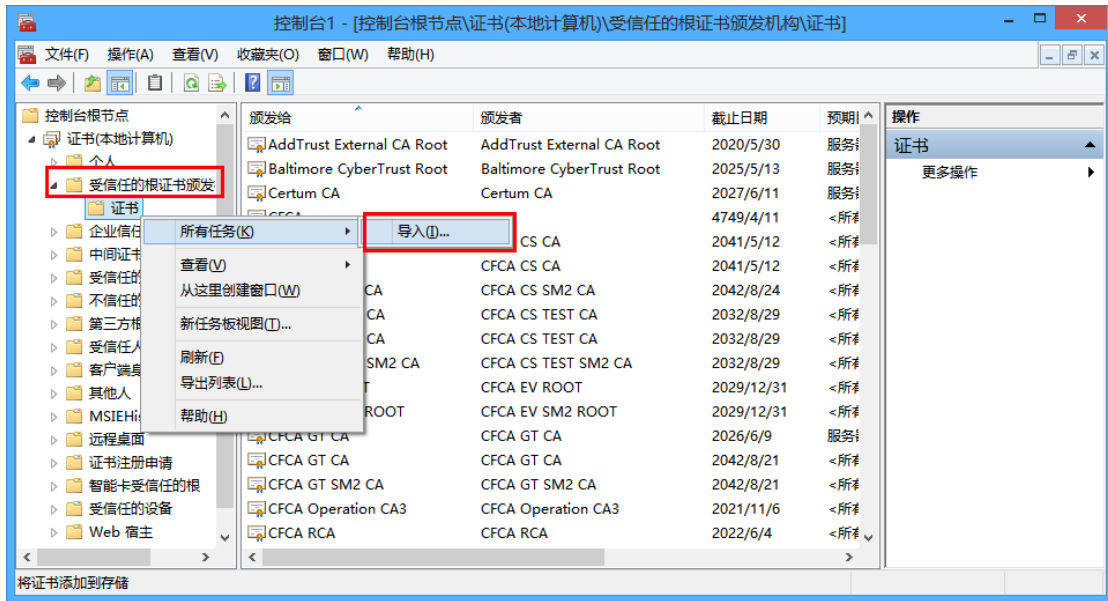 控制台1 - [控制台根节点\证书(本地计算机)\受信任的根证书颁发机构\证书]
文件(F) 操作(A) 查看(V) 收藏夹(O) 窗口(W) 帮助(H)
控制台根节点
证书(本地计算机)
个人
受信任的根证书颁发
证书
企业信任
中间证书
受信任的
不信任的
第三方根
受信任人
客户端身
其他人
MSIEHis
远程桌面
证书注册申请
智能卡受信任的根
受信任的设备
Web 宿主
所有任务(K)
查看(V)
从这里创建窗口(W)
新任务板视图(T)...
刷新(F)
导出列表(L)...
帮助(H)
导入(I)...
颁发给 颁发者 截止日期 预期
AddTrust External CA Root AddTrust External CA Root 2020/5/30 服务器
Baltimore CyberTrust Root Baltimore CyberTrust Root 2025/5/13 服务器
Certum CA Certum CA 2027/6/11 服务器
CFCA 4749/4/11 <所有
CS CA 2041/5/12 <所有
CFCA CS CA 2041/5/12 <所有
CA CFCA CS SM2 CA 2042/8/24 <所有
CA CFCA CS TEST CA 2032/8/29 <所有
CA CFCA CS TEST CA 2032/8/29 <所有
SM2 CA CFCA CS TEST SM2 CA 2032/8/29 <所有
T CFCA EV ROOT 2029/12/31 <所有
ROOT CFCA EV SM2 ROOT 2029/12/31 <所有
CFCA GT CA CFCA GT CA 2026/6/9 服务器
CFCA GT CA CFCA GT CA 2042/8/21 <所有
CFCA GT SM2 CA CFCA GT SM2 CA 2042/8/21 <所有
CFCA Operation CA3 CFCA Operation CA3 2021/11/6 <所有
CFCA RCA CFCA RCA 2022/6/4 <所有
操作
证书
更多操作
将证书添加到存储